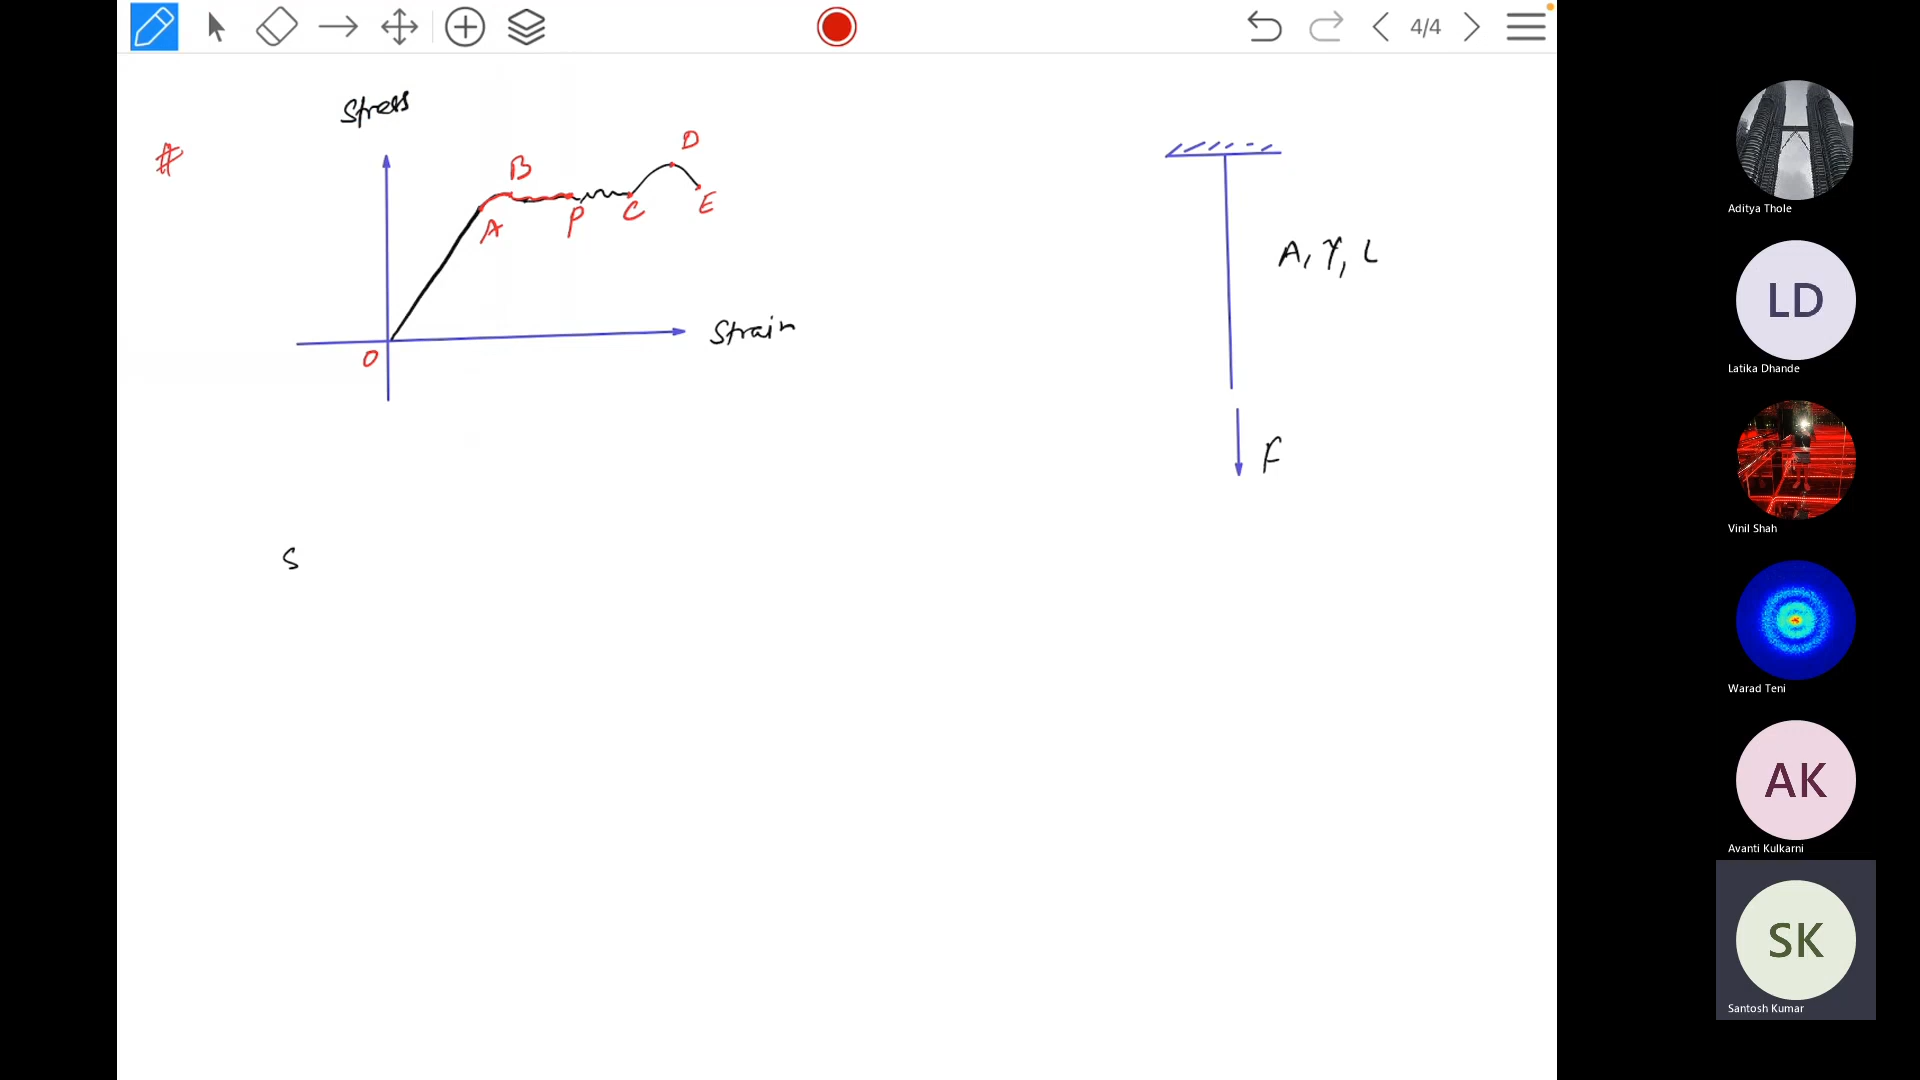 4/4
Stress
#
B
D
A
P
C
E
Strain
O
A, Y, L
F
S
Aditya Thole
LD
Latika Dhande
Vinil Shah
Warad Teni
AK
Avanti Kulkarni
SK
Santosh Kumar